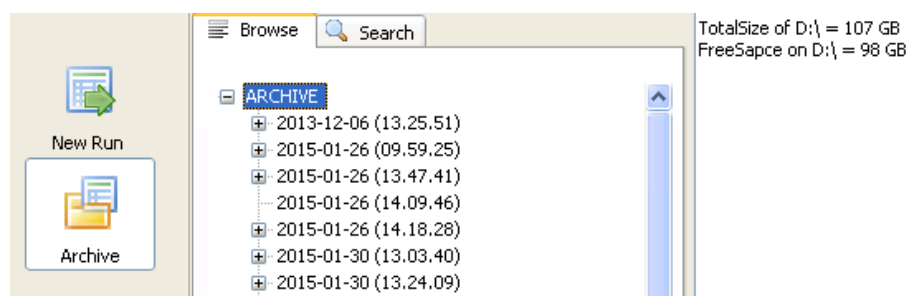 Browse
Search
TotalSize of D:\ = 107 GB
FreeSapce on D:\ = 98 GB
New Run
Archive
ARCHIVE
2013-12-06 (13.25.51)
2015-01-26 (09.59.25)
2015-01-26 (13.47.41)
2015-01-26 (14.09.46)
2015-01-26 (14.18.28)
2015-01-30 (13.03.40)
2015-01-30 (13.24.09)